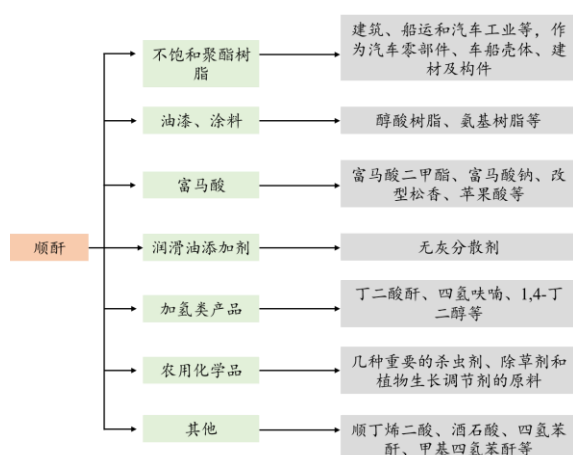 顺酐
不饱和聚酯树
脂
建筑、船运和汽车工业等，作
为汽车零部件、车船壳体、建
材及构件
油漆、涂料
醇酸树脂、氨基树脂等
富马酸
富马酸二甲酯、富马酸钠、改
型松香、苹果酸等
润滑油添加剂
无灰分散剂
加氢类产品
丁二酸酐、四氢呋喃、1,4-丁
二醇等
农用化学品
几种重要的杀虫剂、除草剂和
植物生长调节剂的原料
其他
顺丁烯二酸、酒石酸、四氢苯
酐、甲基四氢苯酐等